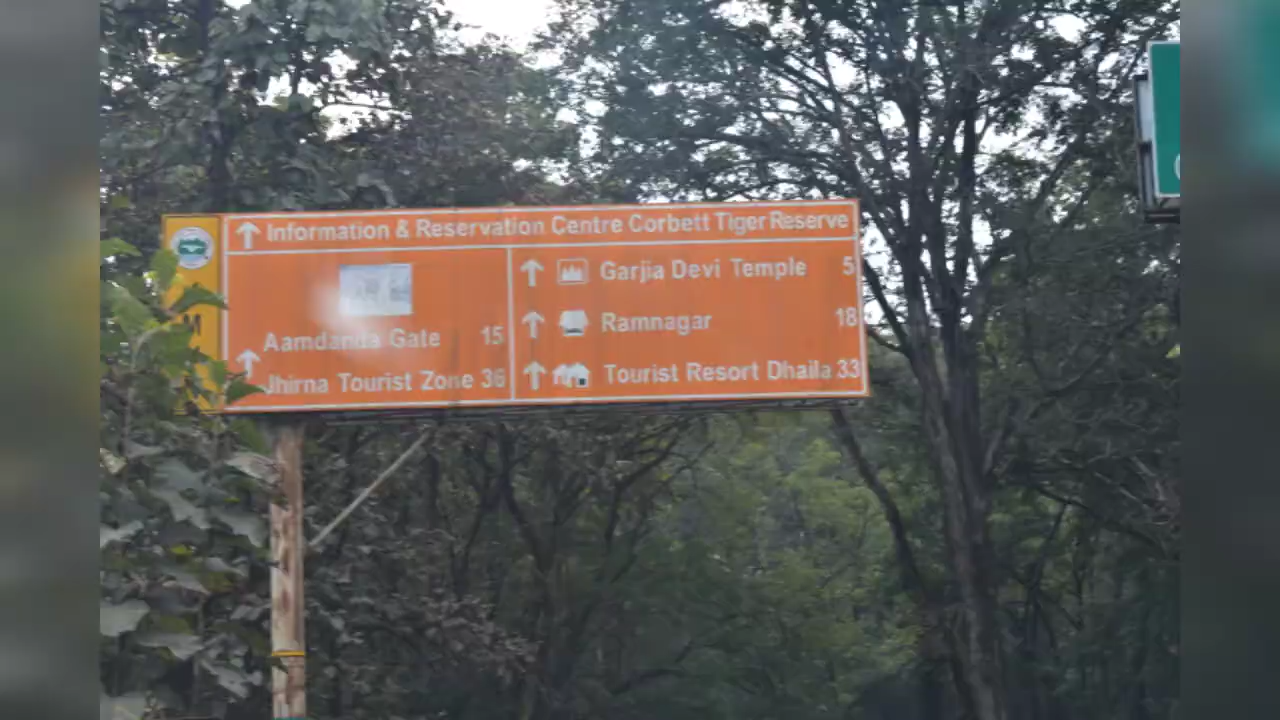 Information & Reservation Centre Corbett Tiger Reserve
Aamdanda Gate 15
Jhirna Tourist Zone 36
Garjia Devi Temple 5
Ramnagar 18
Tourist Resort Dhaila 33